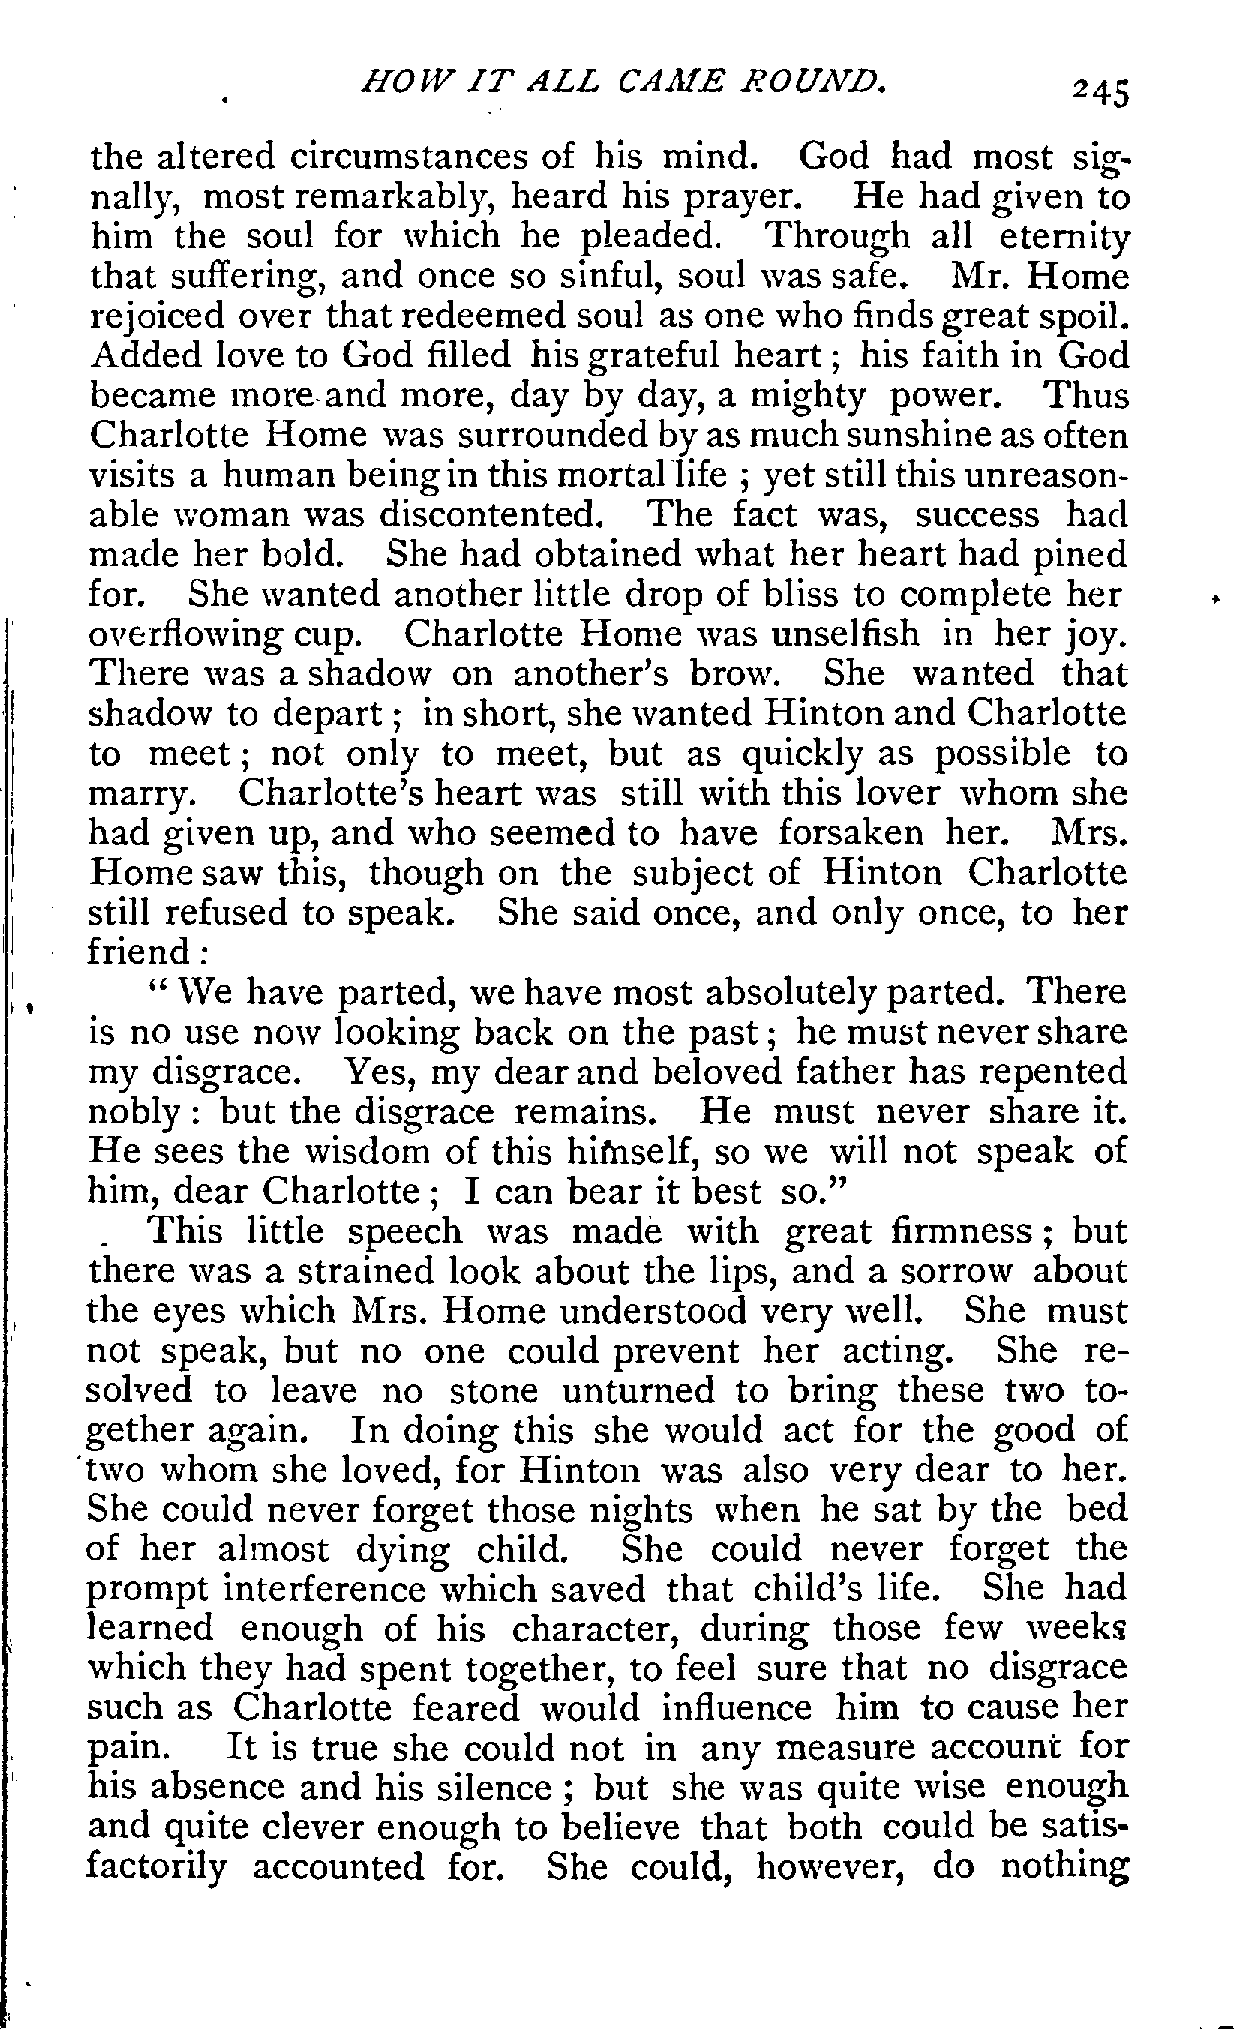 HOW IT ALL CAME ROUND. 245
the altered circumstances of his mind. God had most sig-
nally, most remarkably, heard his prayer. He had given to
him the soul for which he pleaded. Through all eternity
that suffering, and once so sinful, soul was safe. Mr. Home
rejoiced over that redeemed soul as one who finds great spoil.
Added love to God filled his grateful heart ; his faith in God
became more and more, day by day, a mighty power. Thus
Charlotte Home was surrounded by as much sunshine as often
visits a human being in this mortal life ; yet still this unreason-
able woman was discontented. The fact was, success had
made her bold. She had obtained what her heart had pined
for. She wanted another little drop of bliss to complete her
overflowing cup. Charlotte Home was unselfish in her joy.
There was a shadow on another's brow. She wanted that
shadow to depart ; in short, she wanted Hinton and Charlotte
to meet ; not only to meet, but as quickly as possible to
marry. Charlotte's heart was still with this lover whom she
had given up, and who seemed to have forsaken her. Mrs.
Home saw this, though on the subject of Hinton Charlotte
still refused to speak. She said once, and only once, to her
friend :
" We have parted, we have most absolutely parted. There
is no use now looking back on the past ; he must never share
my disgrace. Yes, my dear and beloved father has repented
nobly : but the disgrace remains. He must never share it.
He sees the wisdom of this himself, so we will not speak of
him, dear Charlotte ; I can bear it best so."
This little speech was made with great firmness ; but
there was a strained look about the lips, and a sorrow about
the eyes which Mrs. Home understood very well. She must
not speak, but no one could prevent her acting. She re-
solved to leave no stone unturned to bring these two to-
gether again. In doing this she would act for the good of
two whom she loved, for Hinton was also very dear to her.
She could never forget those nights when he sat by the bed
of her almost dying child. She could never forget the
prompt interference which saved that child's life. She had
learned enough of his character, during those few weeks
which they had spent together, to feel sure that no disgrace
such as Charlotte feared would influence him to cause her
pain. It is true she could not in any measure account for
his absence and his silence ; but she was quite wise enough
and quite clever enough to believe that both could be satis-
factorily accounted for. She could, however, do nothing